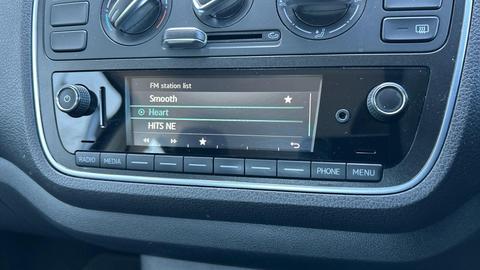 FM station list
Smooth
Heart
HITS NE
RADIO MEDIA PHONE MENU